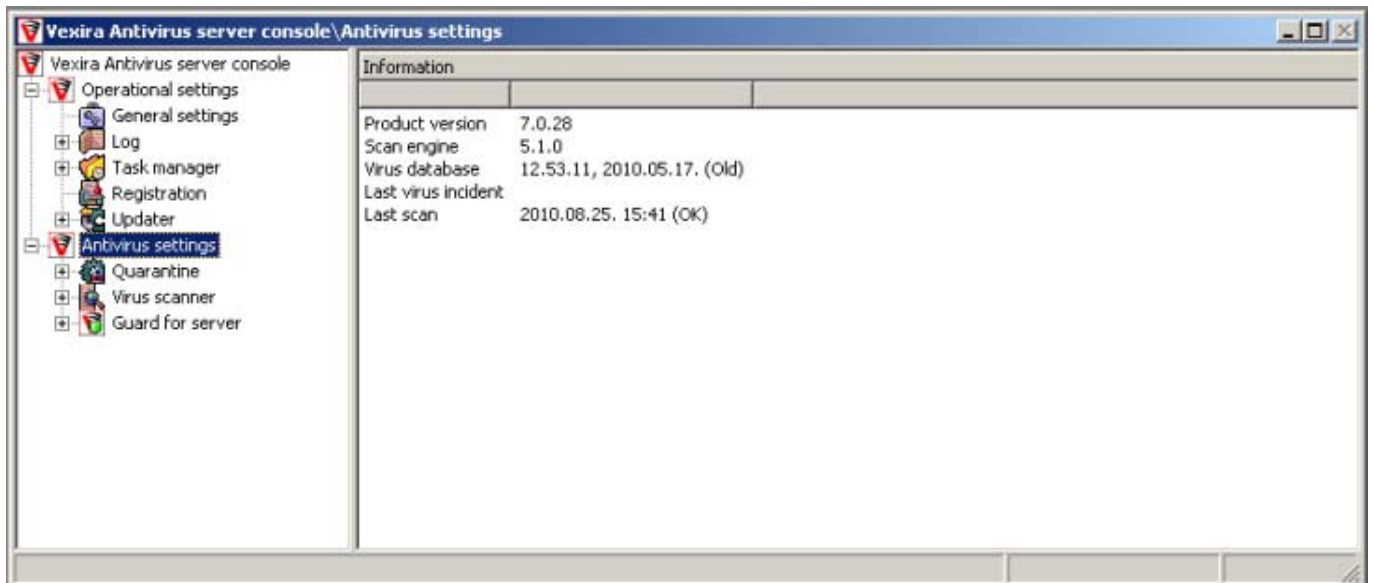 Vexira Antivirus server console\Antivirus settings
Vexira Antivirus server console
Operational settings
General settings
Log
Task manager
Registration
Updater
Antivirus settings
Quarantine
Virus scanner
Guard for server
Information
Product version 7.0.28
Scan engine 5.1.0
Virus database 12.53.11, 2010.05.17. (Old)
Last virus incident
Last scan 2010.08.25. 15:41 (OK)